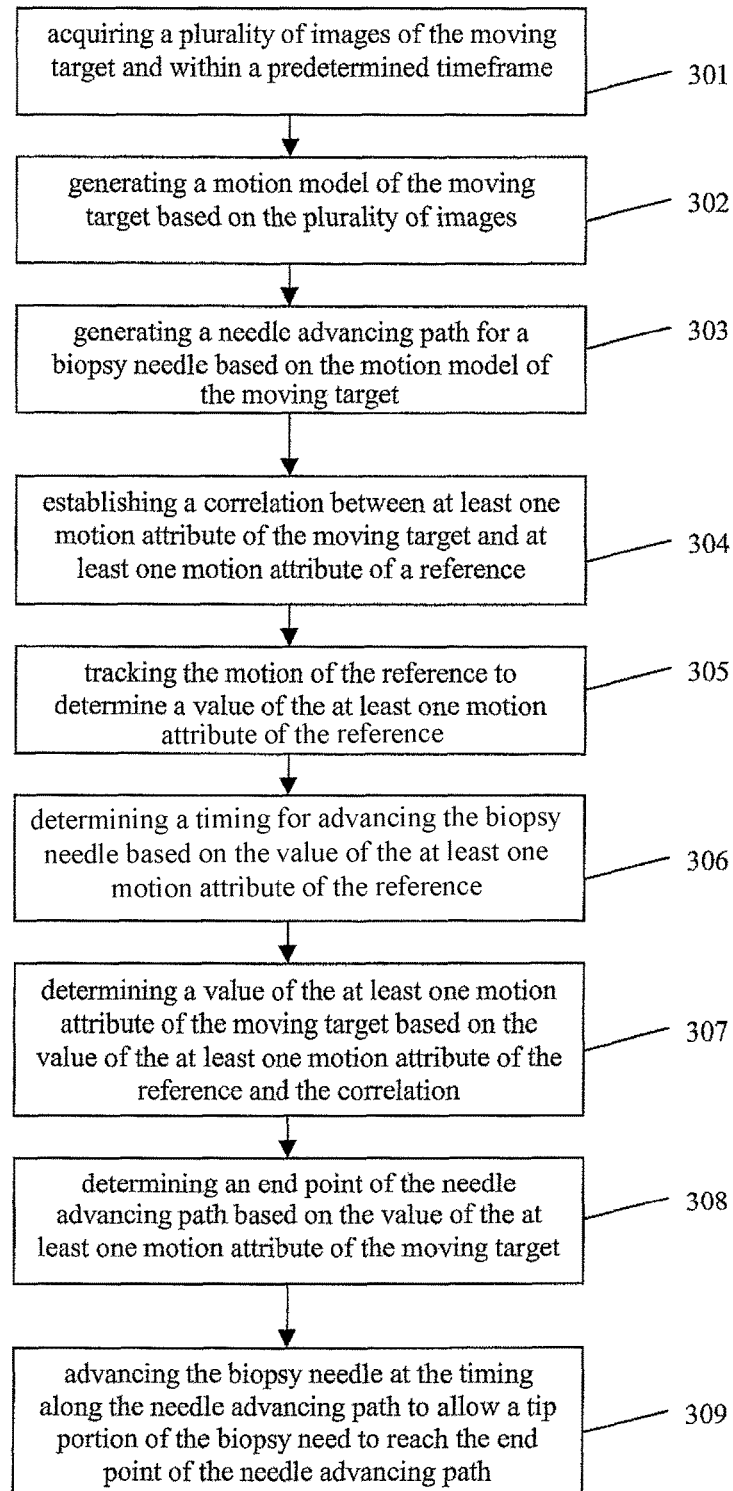 acquiring a plurality of images of the moving
target and within a predetermined timeframe
301
generating a motion model of the moving
target based on the plurality of images
302
generating a needle advancing path for a
biopsy needle based on the motion model of
the moving target
303
establishing a correlation between at least one
motion attribute of the moving target and at
least one motion attribute of a reference
304
tracking the motion of the reference to
determine a value of the at least one motion
attribute of the reference
305
determining a timing for advancing the biopsy
needle based on the value of the at least one
motion attribute of the reference
306
determining a value of the at least one motion
attribute of the moving target based on the
value of the at least one motion attribute of the
reference and the correlation
307
determining an end point of the needle
advancing path based on the value of the at
least one motion attribute of the moving target
308
advancing the biopsy needle at the timing
along the needle advancing path to allow a tip
portion of the biopsy need to reach the end
point of the needle advancing path
309